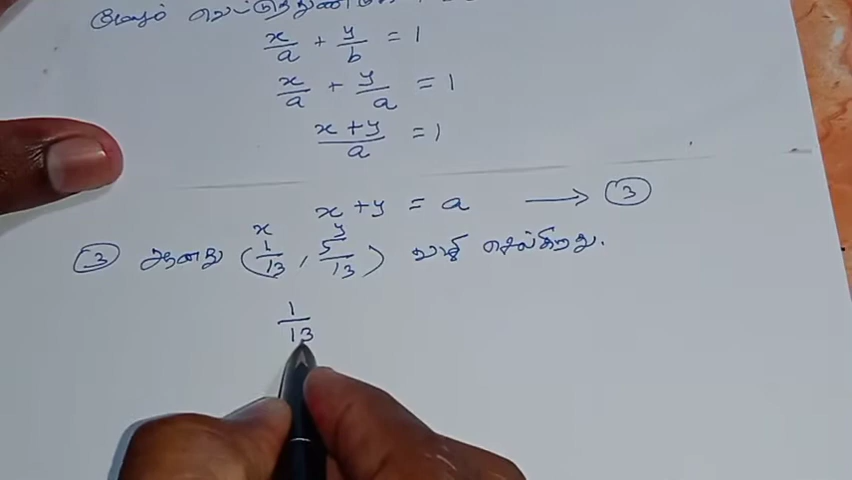 x/a + y/b = 1
x/a + y/a = 1
(x + y)/a = 1
x + y = a → ③
x y
③ ஆனது (1/13, 5/13) வழி செல்கிறது.
1/13